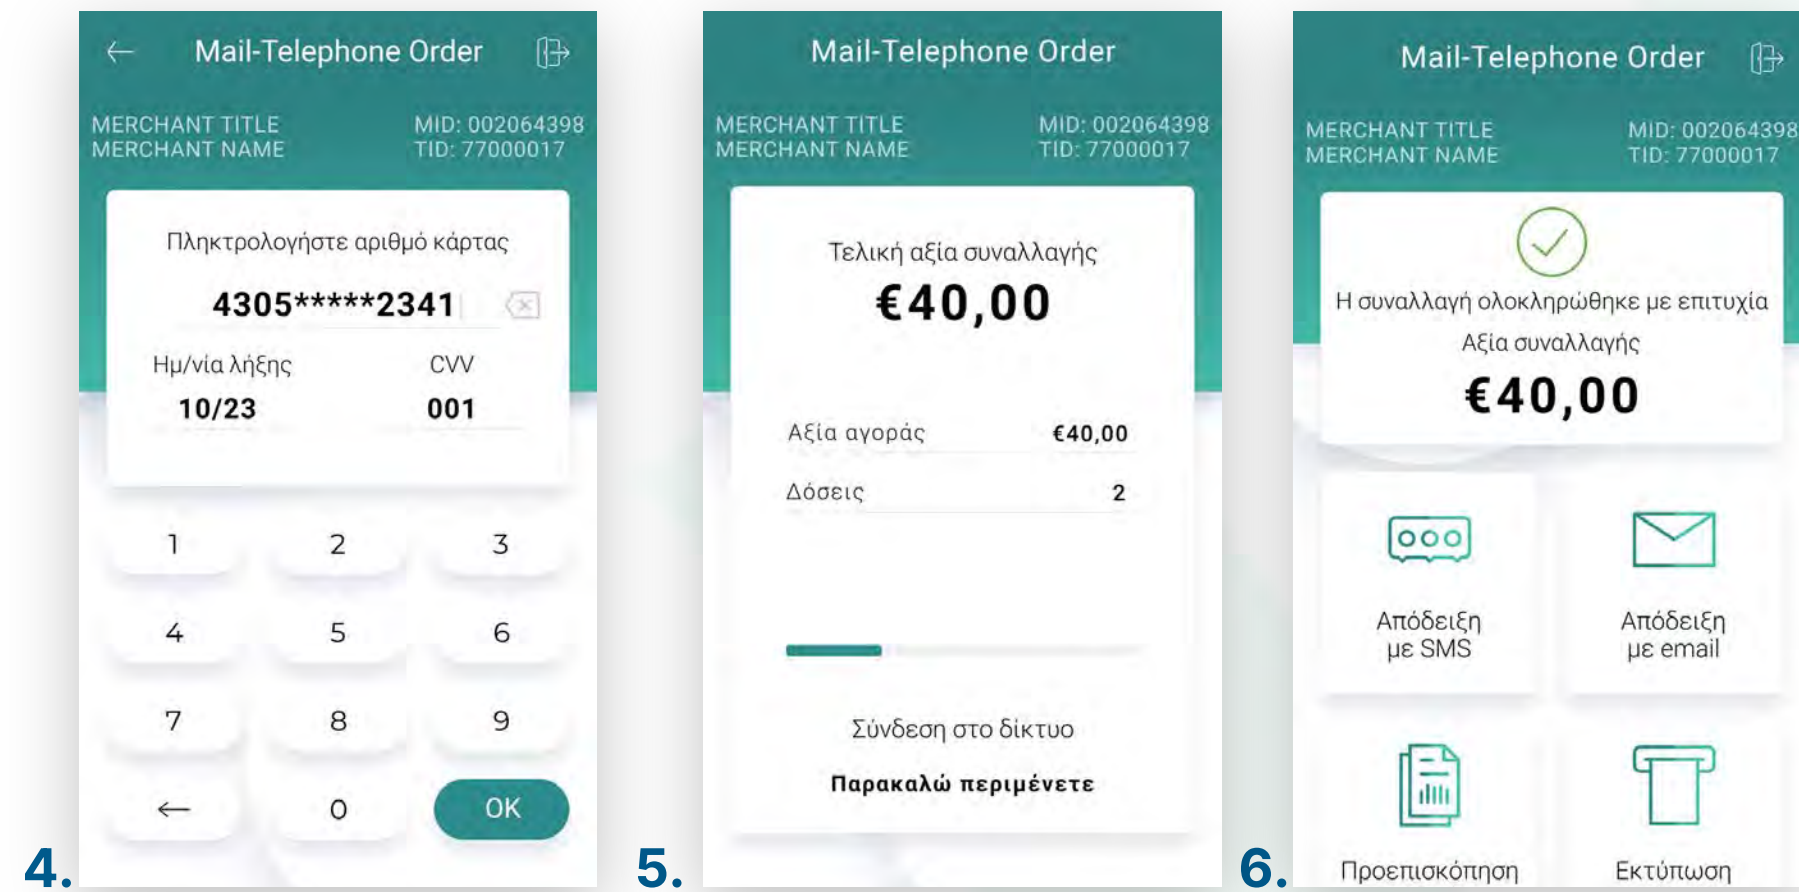 Mail-Telephone Order
MERCHANT TITLE
MERCHANT NAME
MID: 002064398
TID: 77000017
Πληκτρολογήστε αριθμό κάρτας
4305*****2341
Ημ/νία λήξης
CVV
10/23
001
1 2 3
4 5 6
7 8 9
0 OK
4.
Mail-Telephone Order
MERCHANT TITLE
MERCHANT NAME
MID: 002064398
TID: 77000017
Τελική αξία συναλλαγής
€40,00
Αξία αγοράς €40,00
Δόσεις 2
Σύνδεση στο δίκτυο
Παρακαλώ περιμένετε
5.
Mail-Telephone Order
MERCHANT TITLE
MERCHANT NAME
MID: 002064398
TID: 77000017
Η συναλλαγή ολοκληρώθηκε με επιτυχία
Αξία συναλλαγής
€40,00
Απόδειξη
με SMS
Απόδειξη
με email
Προεπισκόπηση
Εκτύπωση
6.